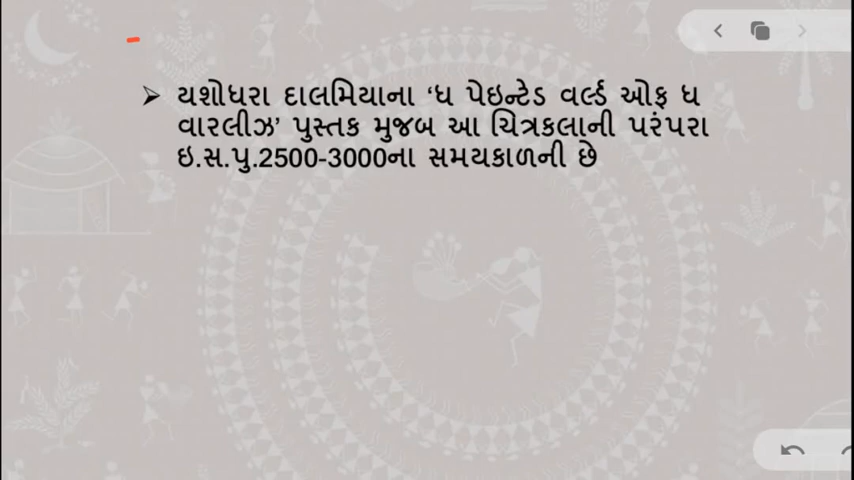 ➢ યશોધરા દાલમિયાના ‘ધ પેઇન્ટેડ વર્લ્ડ ઓફ ધ
વારલીઝ’ પુસ્તક મુજબ આ ચિત્રકલાની પરંપરા
ઇ.સ.પુ.2500-3000ના સમયકાળની છે